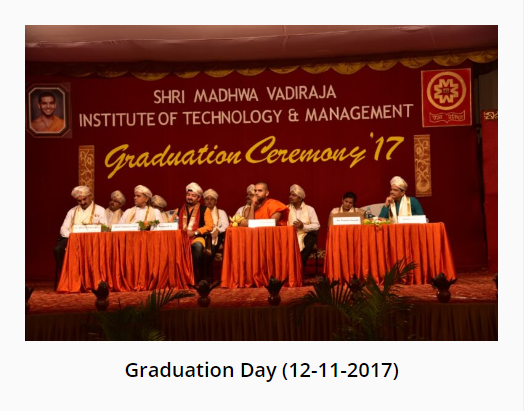 SHRI MADHWA VADIRAJA
INSTITUTE OF TECHNOLOGY & MANAGEMENT
Graduation Ceremony '17
Graduation Day (12-11-2017)